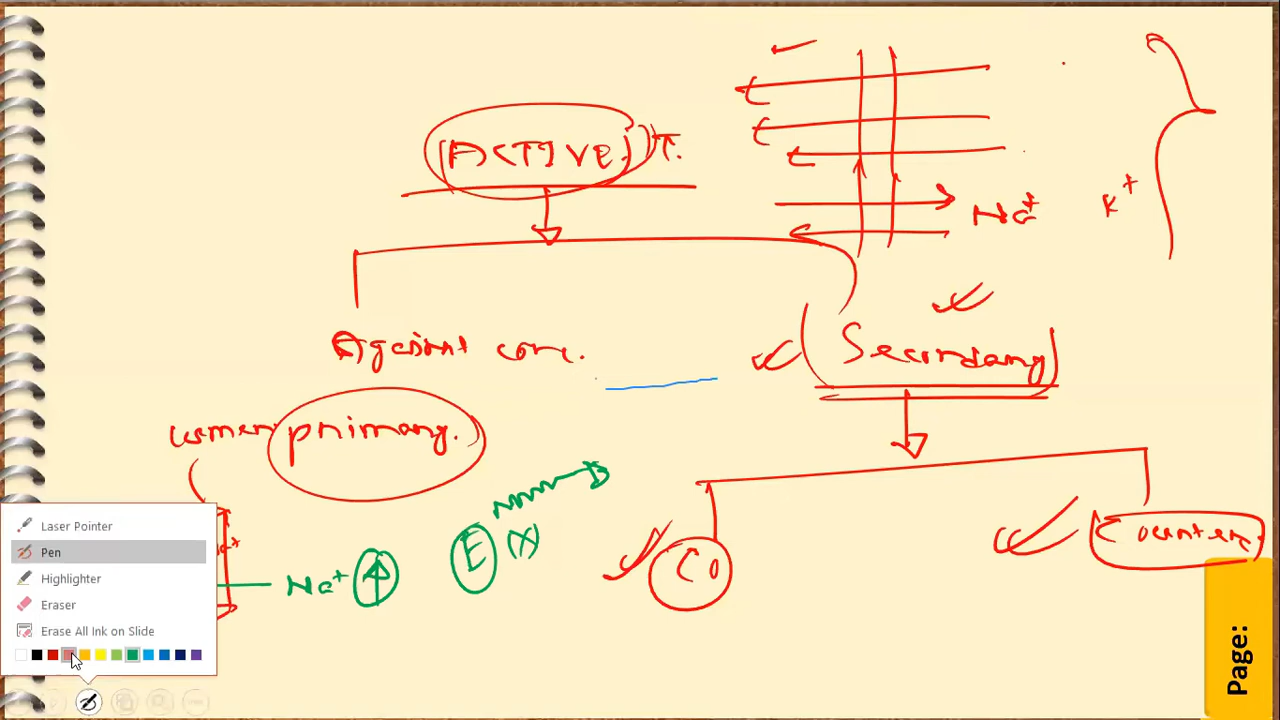 (ACTIVE) T.
Na+
K+
Against conc.
Secondary
primary.
Na+
E (X)
Co
Counter
Laser Pointer
Pen
Highlighter
Eraser
Erase All Ink on Slide
Page: